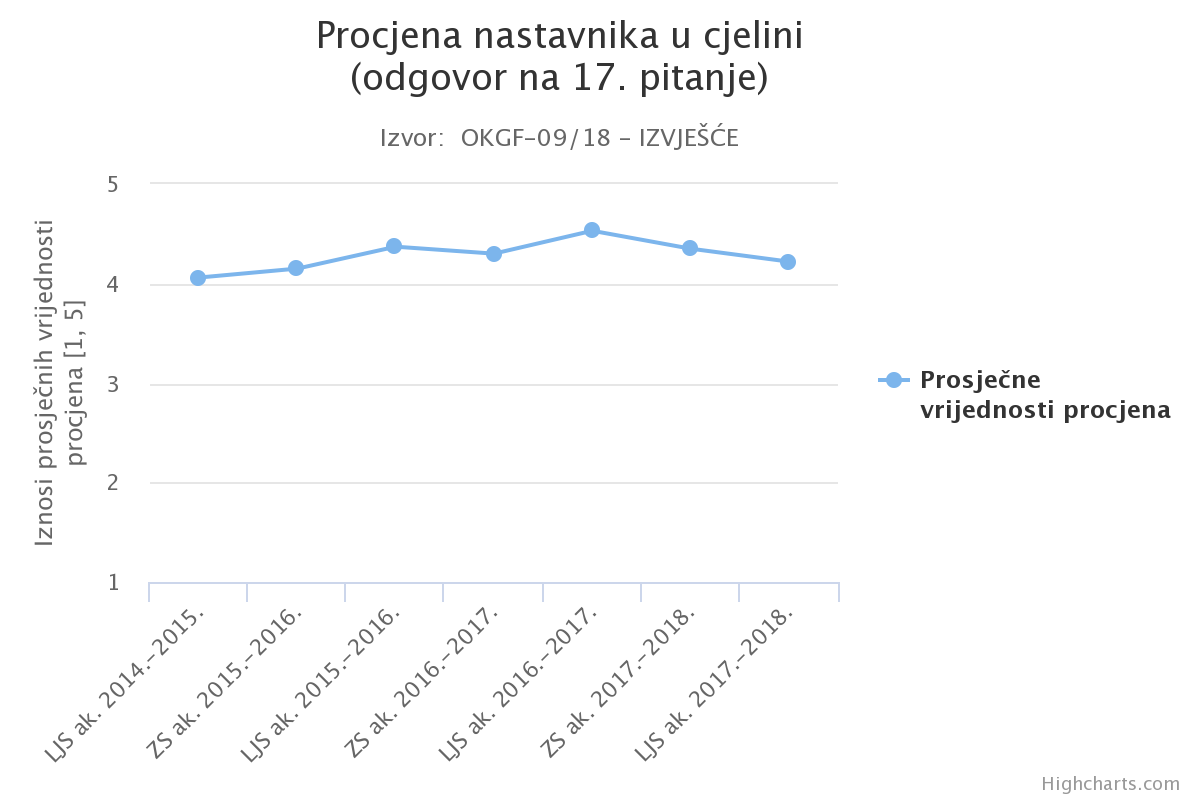 Procjena nastavnika u cjelini
(odgovor na 17. pitanje)
Izvor:  OKGF-09/18 - IZVJEŠĆE
Iznosi prosječnih vrijednosti
procjena [1, 5]
5
4
3
2
1
LJS ak. 2014.-2015.
ZS ak. 2015.-2016.
LJS ak. 2015.-2016.
ZS ak. 2016.-2017.
LJS ak. 2016.-2017.
ZS ak. 2017.-2018.
LJS ak. 2017.-2018.
Prosječne
vrijednosti procjena
Highcharts.com